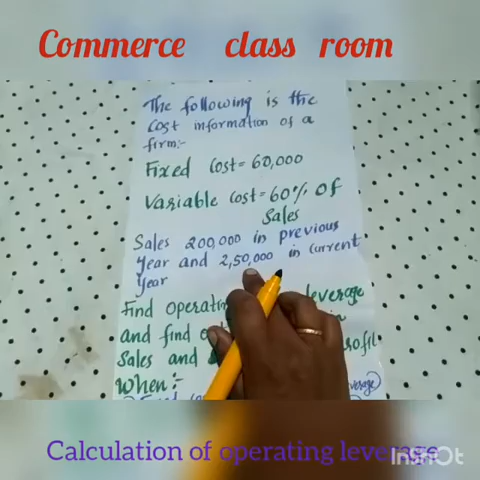 Commerce class room
The following is the
Cost information of a
firm:-
Fixed Cost = 60,000
Variable Cost = 60% of
Sales
Sales 200,000 in previous
year and 2,50,000 in current
year
Find leverage
and find
Sales and
When:-
Calculation of operating leverage
InShOt